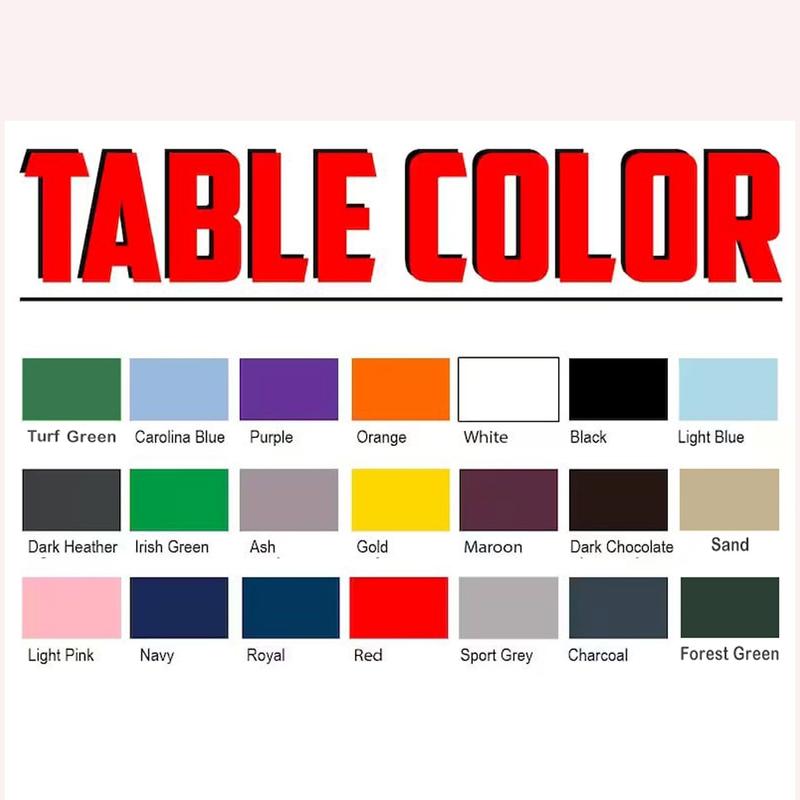 TABLE COLOR
Turf Green Carolina Blue Purple Orange White Black Light Blue
Dark Heather Irish Green Ash Gold Maroon Dark Chocolate Sand
Light Pink Navy Royal Red Sport Grey Charcoal Forest Green